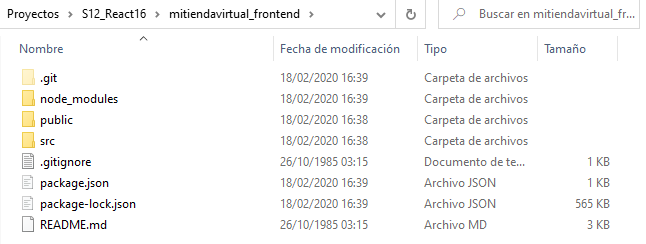 Proyectos > S12_React16 > mitiendavirtual_frontend > Buscar en mitiendavirtual_fr...
Nombre Fecha de modificación Tipo Tamaño
.git 18/02/2020 16:39 Carpeta de archivos
node_modules 18/02/2020 16:39 Carpeta de archivos
public 18/02/2020 16:38 Carpeta de archivos
src 18/02/2020 16:38 Carpeta de archivos
.gitignore 26/10/1985 03:15 Documento de te... 1 KB
package.json 18/02/2020 16:39 Archivo JSON 1 KB
package-lock.json 18/02/2020 16:39 Archivo JSON 565 KB
README.md 26/10/1985 03:15 Archivo MD 3 KB